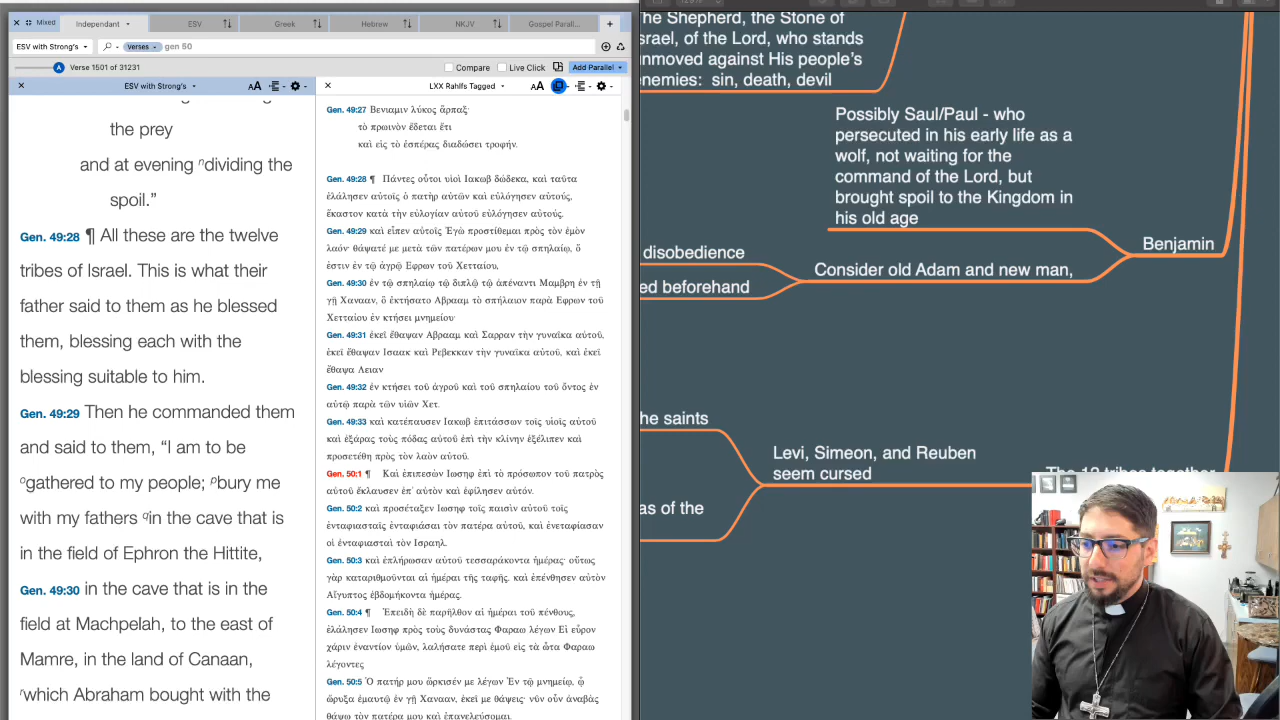 Mixed
Independant
ESV
Greek
Hebrew
NKJV
Gospel Parall...
+
ESV with Strong's
Verses
gen 50
Verse 1501 of 31231
Compare
Live Click
Add Parallel
ESV with Strong's
AA
LXX Rahlfs Tagged
AA
the prey
and at evening ⁿdividing the
spoil.”
Gen. 49:28 ¶ All these are the twelve
tribes of Israel. This is what their
father said to them as he blessed
them, blessing each with the
blessing suitable to him.
Gen. 49:29 Then he commanded them
and said to them, “I am to be
ᵒgathered to my people; ᵖbury me
with my fathers ᑫin the cave that is
in the field of Ephron the Hittite,
Gen. 49:30 in the cave that is in the
field at Machpelah, to the east of
Mamre, in the land of Canaan,
ʳwhich Abraham bought with the
Gen. 49:27 Βενιαμιν λύκος ἅρπαξ·
τὸ πρωινὸν ἔδεται ἔτι
καὶ εἰς τὸ ἑσπέρας διαδώσει τροφήν.
Gen. 49:28 ¶ Πάντες οὗτοι υἱοὶ Ιακωβ δώδεκα, καὶ ταῦτα
ἐλάλησεν αὐτοῖς ὁ πατὴρ αὐτῶν καὶ εὐλόγησεν αὐτούς,
ἕκαστον κατὰ τὴν εὐλογίαν αὐτοῦ εὐλόγησεν αὐτούς.
Gen. 49:29 καὶ εἶπεν αὐτοῖς Ἐγὼ προστίθεμαι πρὸς τὸν ἐμὸν
λαόν· θάψατέ με μετὰ τῶν πατέρων μου ἐν τῷ σπηλαίῳ, ὅ
ἐστιν ἐν τῷ ἀγρῷ Εφρων τοῦ Χετταίου,
Gen. 49:30 ἐν τῷ σπηλαίῳ τῷ διπλῷ τῷ ἀπέναντι Μαμβρη ἐν τῇ
γῇ Χανααν, ὃ ἐκτήσατο Αβρααμ τὸ σπήλαιον παρὰ Εφρων τοῦ
Χετταίου ἐν κτήσει μνημείου·
Gen. 49:31 ἐκεῖ ἔθαψαν Αβρααμ καὶ Σαρραν τὴν γυναῖκα αὐτοῦ,
ἐκεῖ ἔθαψαν Ισαακ καὶ Ρεβεκκαν τὴν γυναῖκα αὐτοῦ, καὶ ἐκεῖ
ἔθαψα Λειαν
Gen. 49:32 ἐν κτήσει τοῦ ἀγροῦ καὶ τοῦ σπηλαίου τοῦ ὄντος ἐν
αὐτῷ παρὰ τῶν υἱῶν Χετ.
Gen. 49:33 καὶ κατέπαυσεν Ιακωβ ἐπιτάσσων τοῖς υἱοῖς αὐτοῦ
καὶ ἐξάρας τοὺς πόδας αὐτοῦ ἐπὶ τὴν κλίνην ἐξέλιπεν καὶ
προσετέθη πρὸς τὸν λαὸν αὐτοῦ.
Gen. 50:1 ¶ Καὶ ἐπιπεσὼν Ιωσηφ ἐπὶ τὸ πρόσωπον τοῦ πατρὸς
αὐτοῦ ἔκλαυσεν ἐπ᾽ αὐτὸν καὶ ἐφίλησεν αὐτόν.
Gen. 50:2 καὶ προσέταξεν Ιωσηφ τοῖς παισὶν αὐτοῦ τοῖς
ἐνταφιασταῖς ἐνταφιάσαι τὸν πατέρα αὐτοῦ, καὶ ἐνεταφίασαν
οἱ ἐνταφιασταὶ τὸν Ισραηλ.
Gen. 50:3 καὶ ἐπλήρωσαν αὐτοῦ τεσσαράκοντα ἡμέρας· οὕτως
γὰρ καταριθμοῦνται αἱ ἡμέραι τῆς ταφῆς. καὶ ἐπένθησεν αὐτὸν
Αἴγυπτος ἑβδομήκοντα ἡμέρας.
Gen. 50:4 ¶ Ἐπειδὴ δὲ παρῆλθον αἱ ἡμέραι τοῦ πένθους,
ἐλάλησεν Ιωσηφ πρὸς τοὺς δυνάστας Φαραω λέγων Εἰ εὗρον
χάριν ἐναντίον ὑμῶν, λαλήσατε περὶ ἐμοῦ εἰς τὰ ὦτα Φαραω
λέγοντες
Gen. 50:5 Ὁ πατήρ μου ὥρκισέν με λέγων Ἐν τῷ μνημείῳ, ᾧ
ὤρυξα ἐμαυτῷ ἐν γῇ Χανααν, ἐκεῖ με θάψεις· νῦν οὖν ἀναβὰς
θάψω τὸν πατέρα μου καὶ ἐπανελεύσομαι.
the Shepherd, the Stone of
srael, of the Lord, who stands
unmoved against His people’s
enemies: sin, death, devil
Possibly Saul/Paul - who
persecuted in his early life as a
wolf, not waiting for the
command of the Lord, but
brought spoil to the Kingdom in
his old age
Benjamin
disobedience
Consider old Adam and new man,
ed beforehand
he saints
Levi, Simeon, and Reuben
seem cursed
The 12 tribes together
as of the